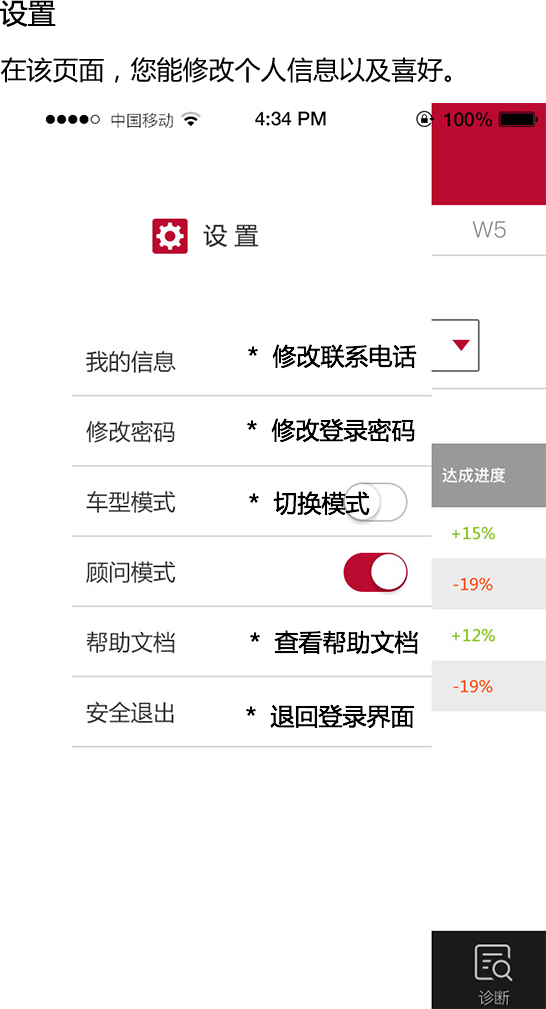 设置
在该页面，您能修改个人信息以及喜好。
中国移动 4:34 PM 100%
设置
W5
我的信息 * 修改联系电话
修改密码 * 修改登录密码
车型模式 * 切换模式
达成进度
+15%
顾问模式
-19%
帮助文档 * 查看帮助文档
+12%
-19%
安全退出 * 退回登录界面
诊断